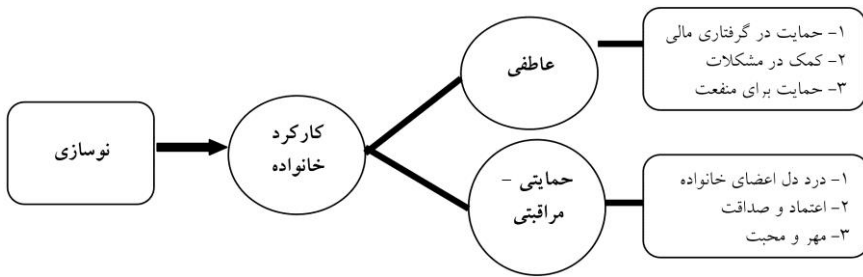 نوسازی
کارکرد
خانواده
عاطفی
۱- حمایت در گرفتاری مالی
۲- کمک در مشکلات
۳- حمایت برای منفعت
حمایتی –
مراقبتی
۱- درد دل اعضای خانواده
۲- اعتماد و صداقت
۳- مهر و محبت